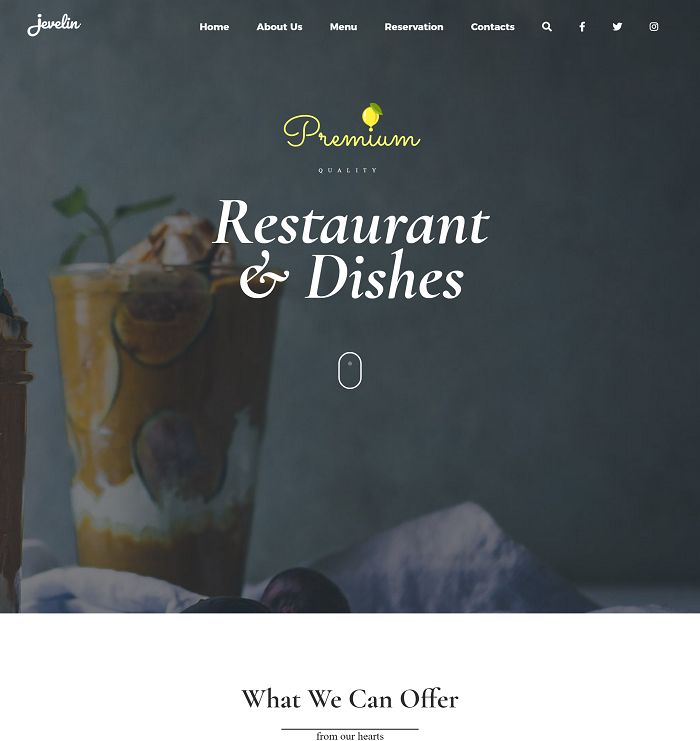 jevelin
Home About Us Menu Reservation Contacts
Premium
QUALITY
Restaurant
& Dishes
What We Can Offer
from our hearts